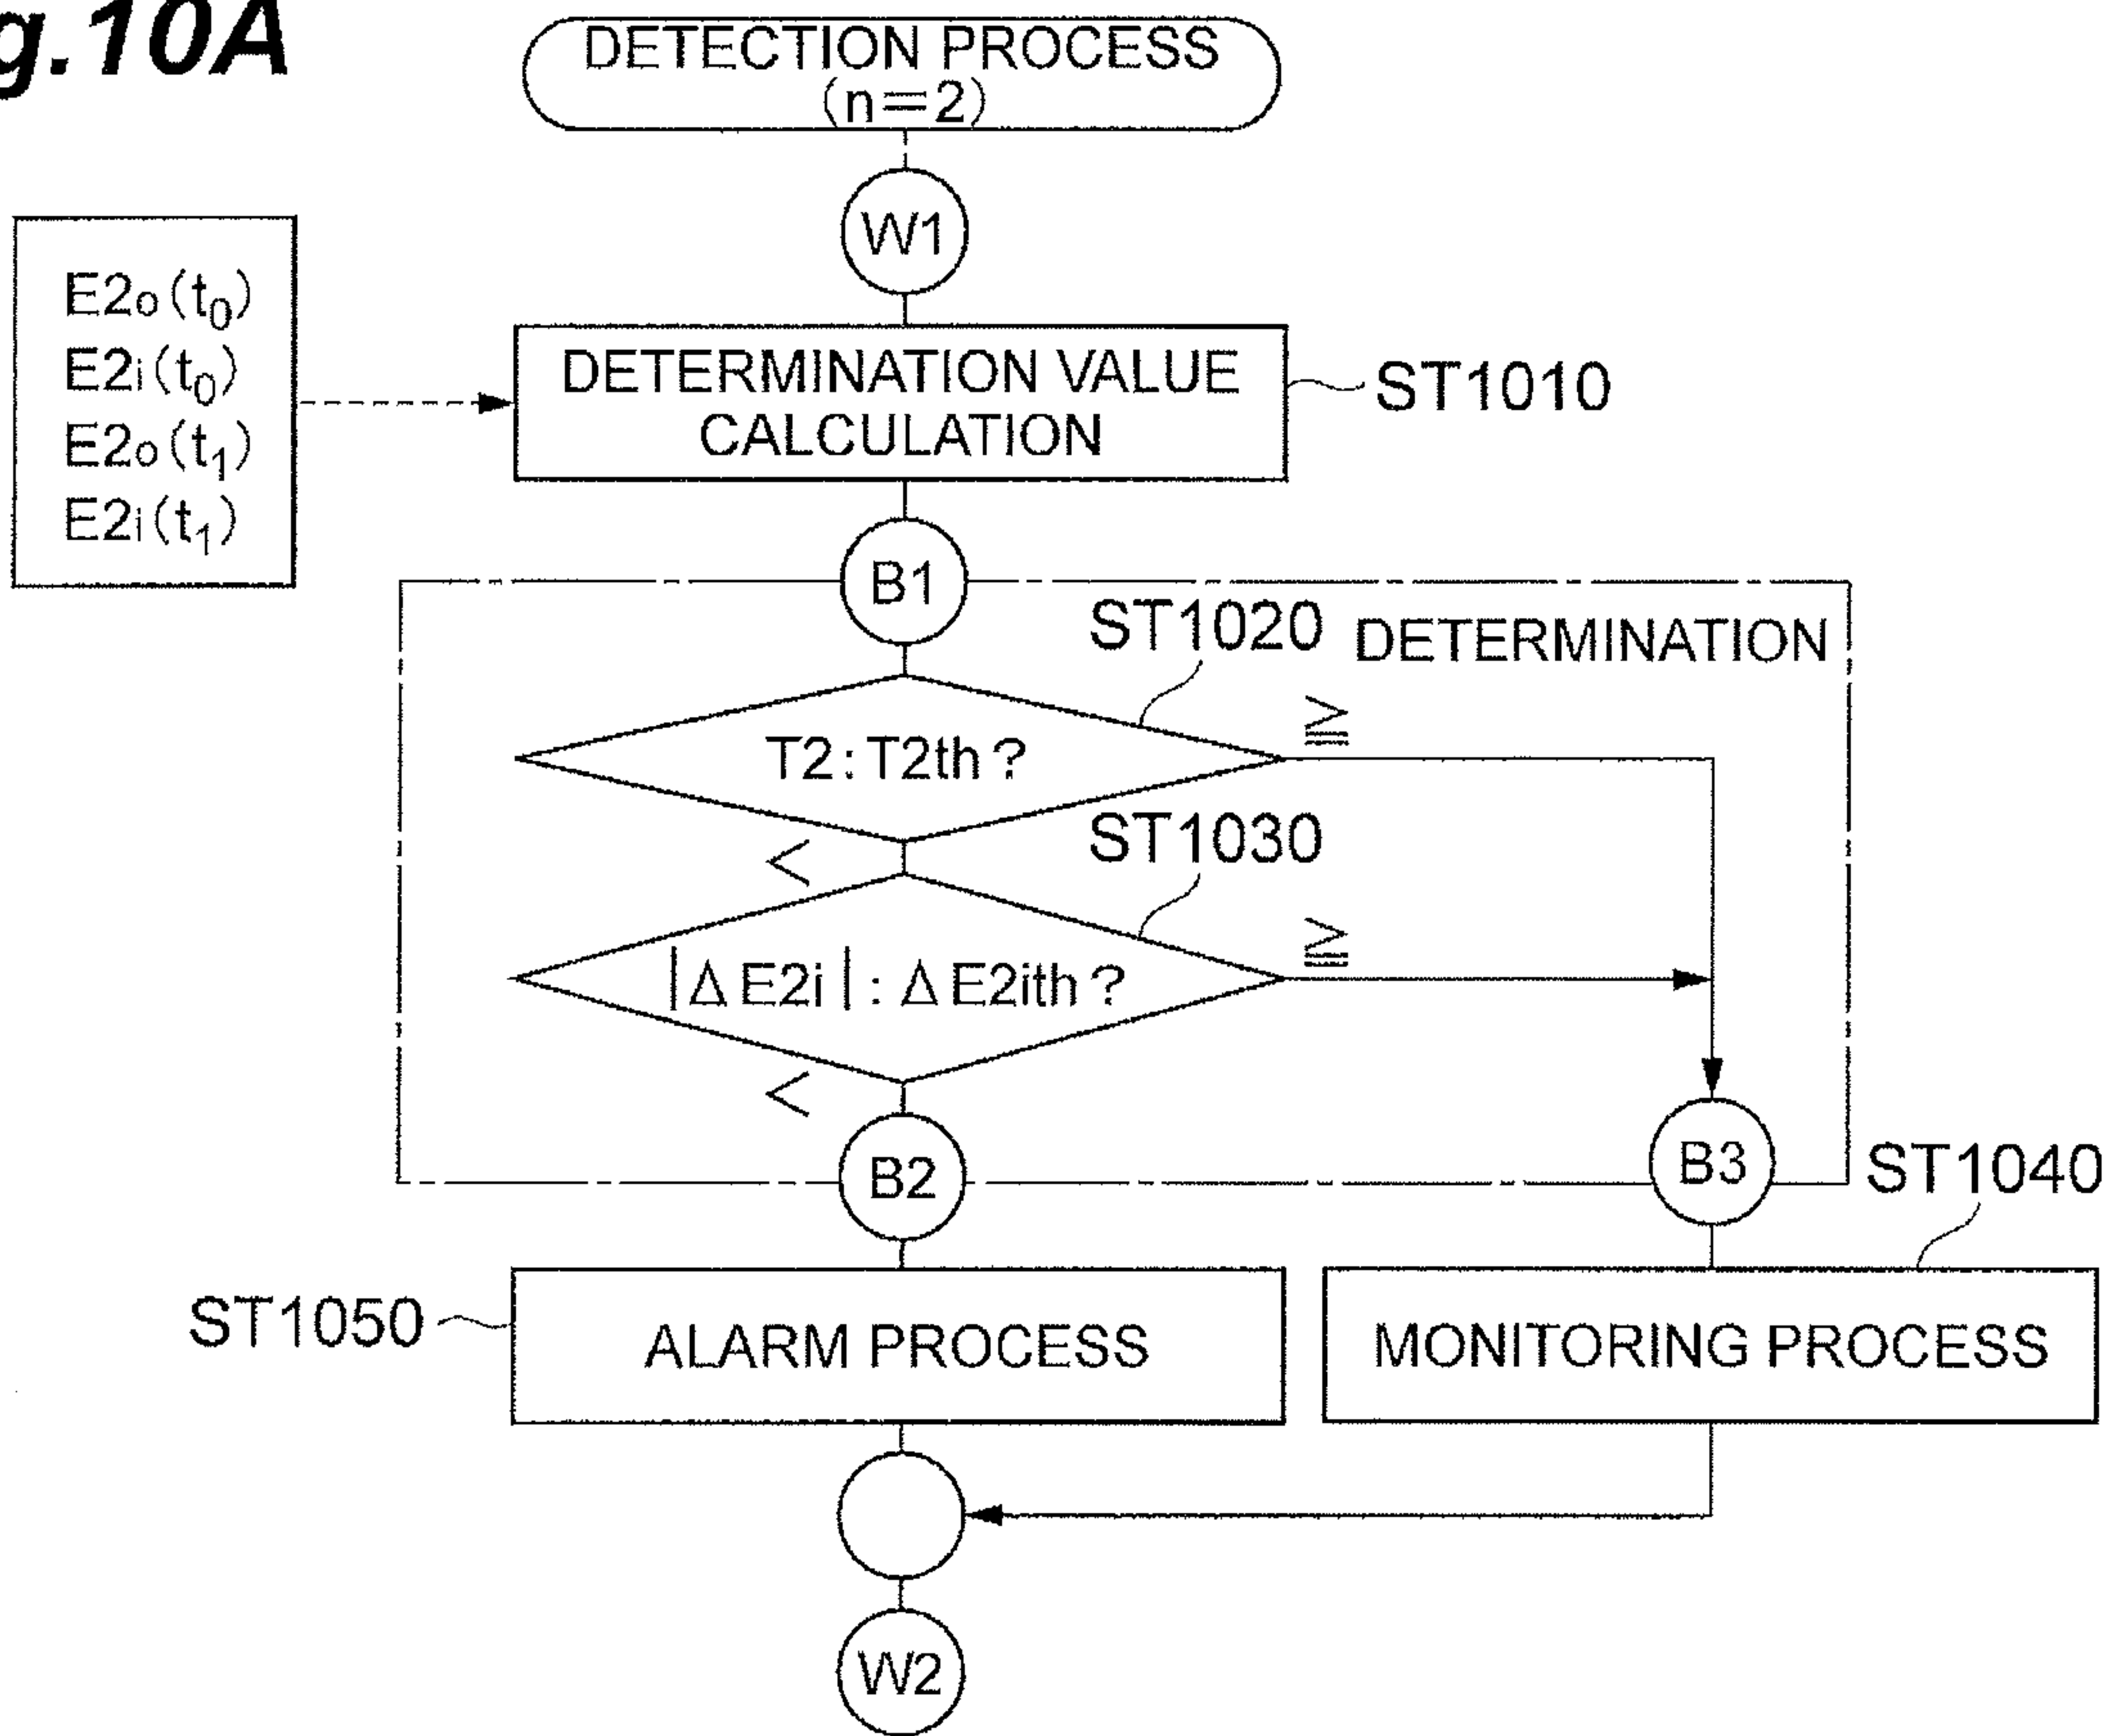 g.10A
DETECTION PROCESS
(n=2)
W1
E2o(t0)
E2i(t0)
E2o(t1)
E2i(t1)
DETERMINATION VALUE
CALCULATION
ST1010
B1
ST1020
DETERMINATION
T2:T2th?
≧
<
ST1030
|ΔE2i|:ΔE2ith?
≧
<
B2
B3
ST1040
ST1050
ALARM PROCESS
MONITORING PROCESS
W2